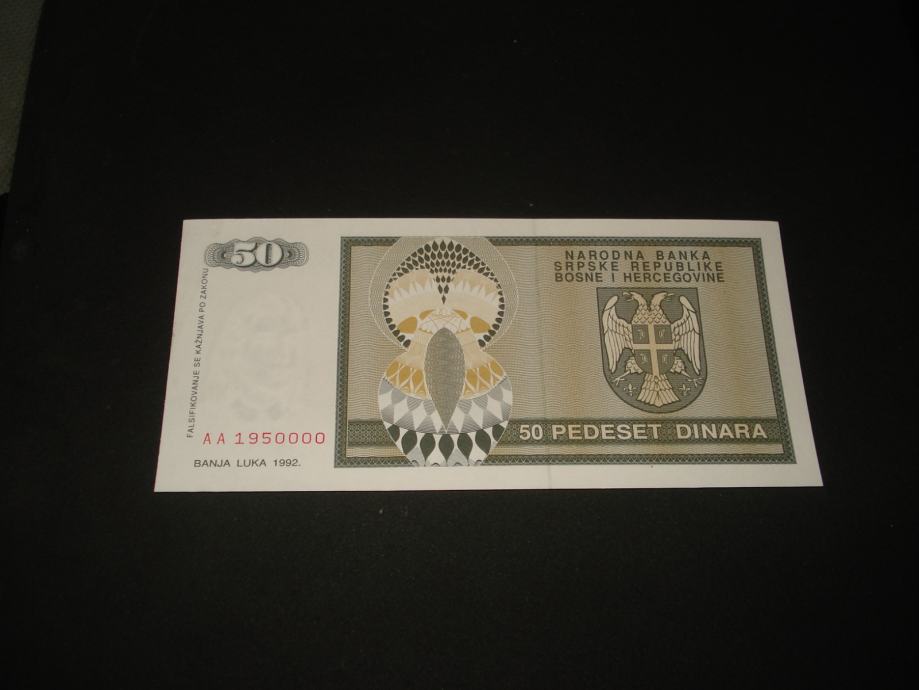 50
FALSIFIKOVANJE SE KAŽNJAVA PO ZAKONU
AA 1950000
BANJA LUKA 1992.
NARODNA BANKA
SRPSKE REPUBLIKE
BOSNE I HERCEGOVINE
50 PEDESET DINARA